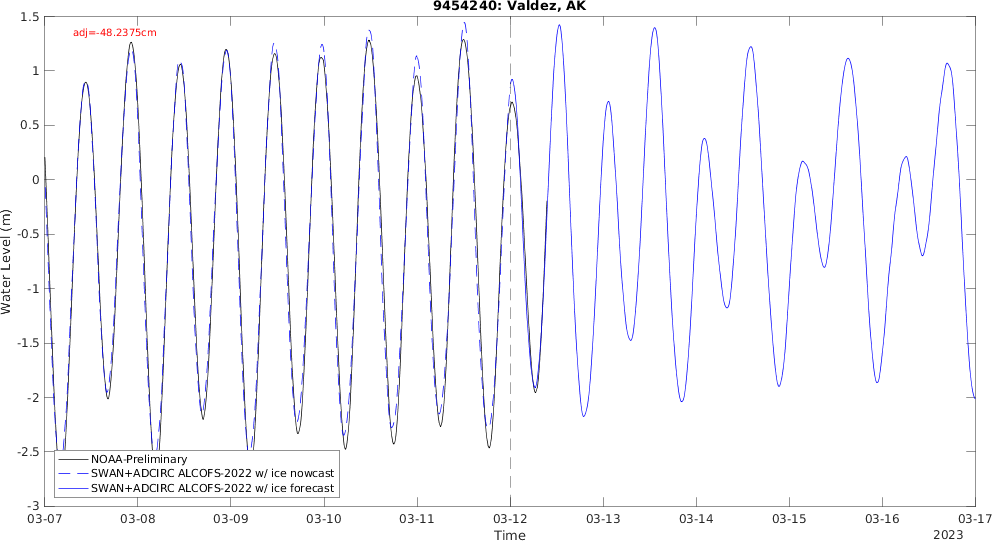 9454240: Valdez, AK
adj=-48.2375cm
1.5
1
0.5
0
-0.5
-1
-1.5
-2
-2.5
-3
Water Level (m)
NOAA-Preliminary
SWAN+ADCIRC ALCOFS-2022 w/ ice nowcast
SWAN+ADCIRC ALCOFS-2022 w/ ice forecast
03-07 03-08 03-09 03-10 03-11 03-12 03-13 03-14 03-15 03-16 03-17
Time
2023